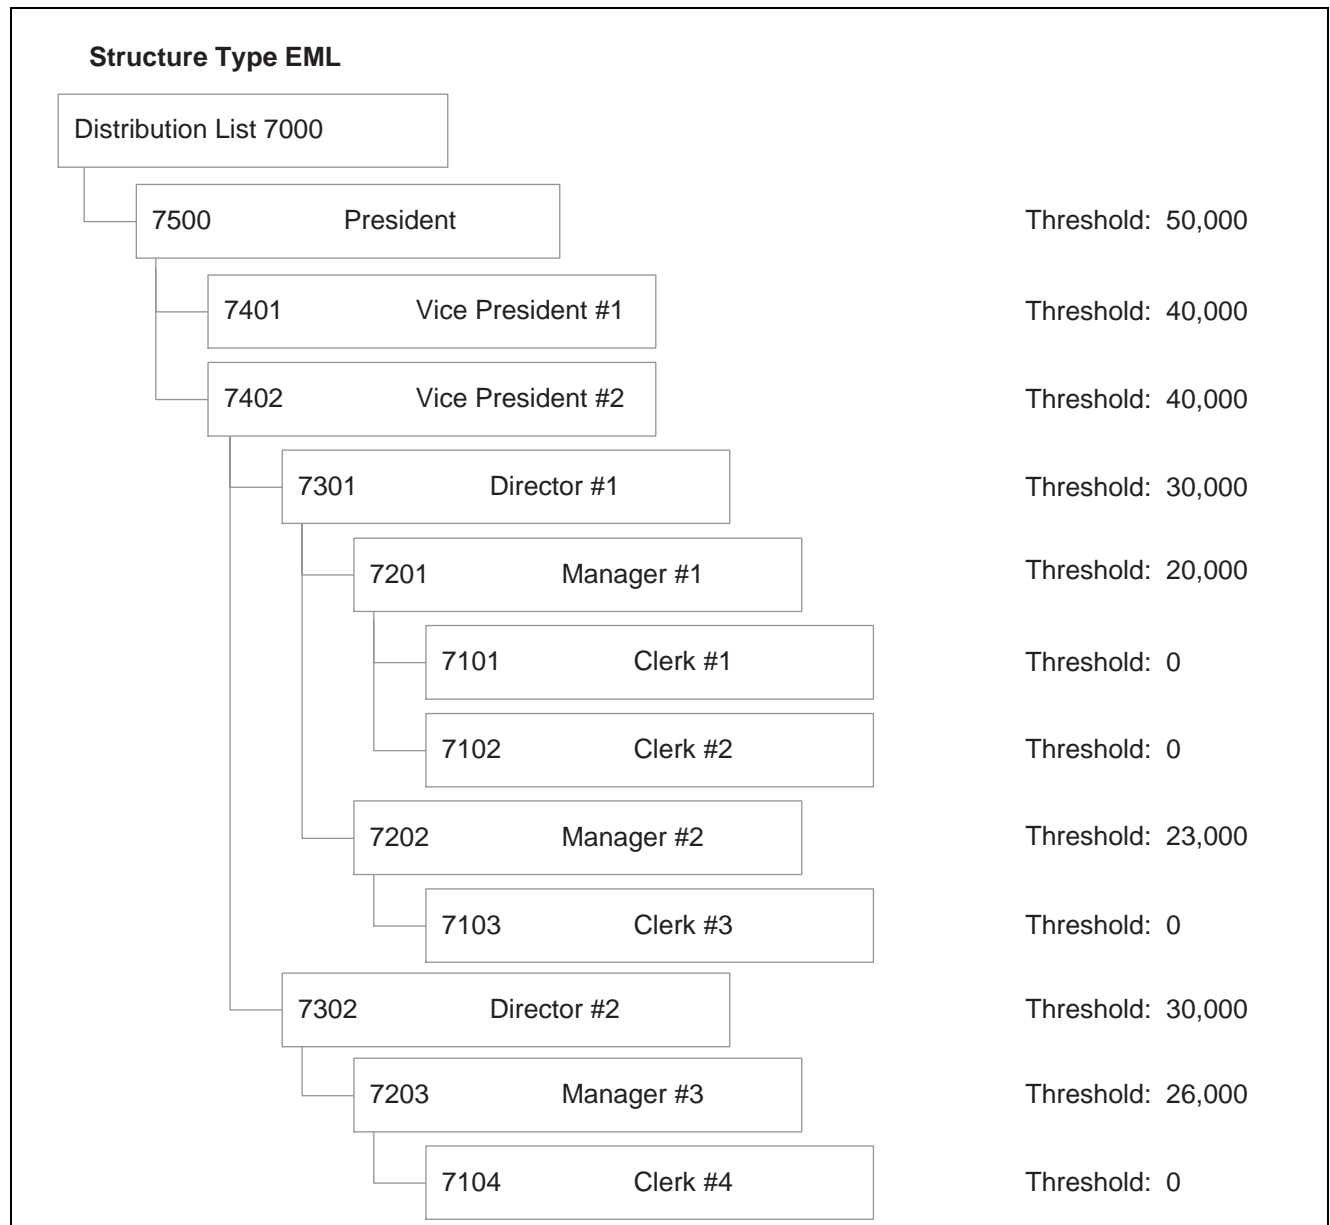 Structure Type EML
Distribution List 7000
7500 President Threshold: 50,000
7401 Vice President #1 Threshold: 40,000
7402 Vice President #2 Threshold: 40,000
7301 Director #1 Threshold: 30,000
7201 Manager #1 Threshold: 20,000
7101 Clerk #1 Threshold: 0
7102 Clerk #2 Threshold: 0
7202 Manager #2 Threshold: 23,000
7103 Clerk #3 Threshold: 0
7302 Director #2 Threshold: 30,000
7203 Manager #3 Threshold: 26,000
7104 Clerk #4 Threshold: 0